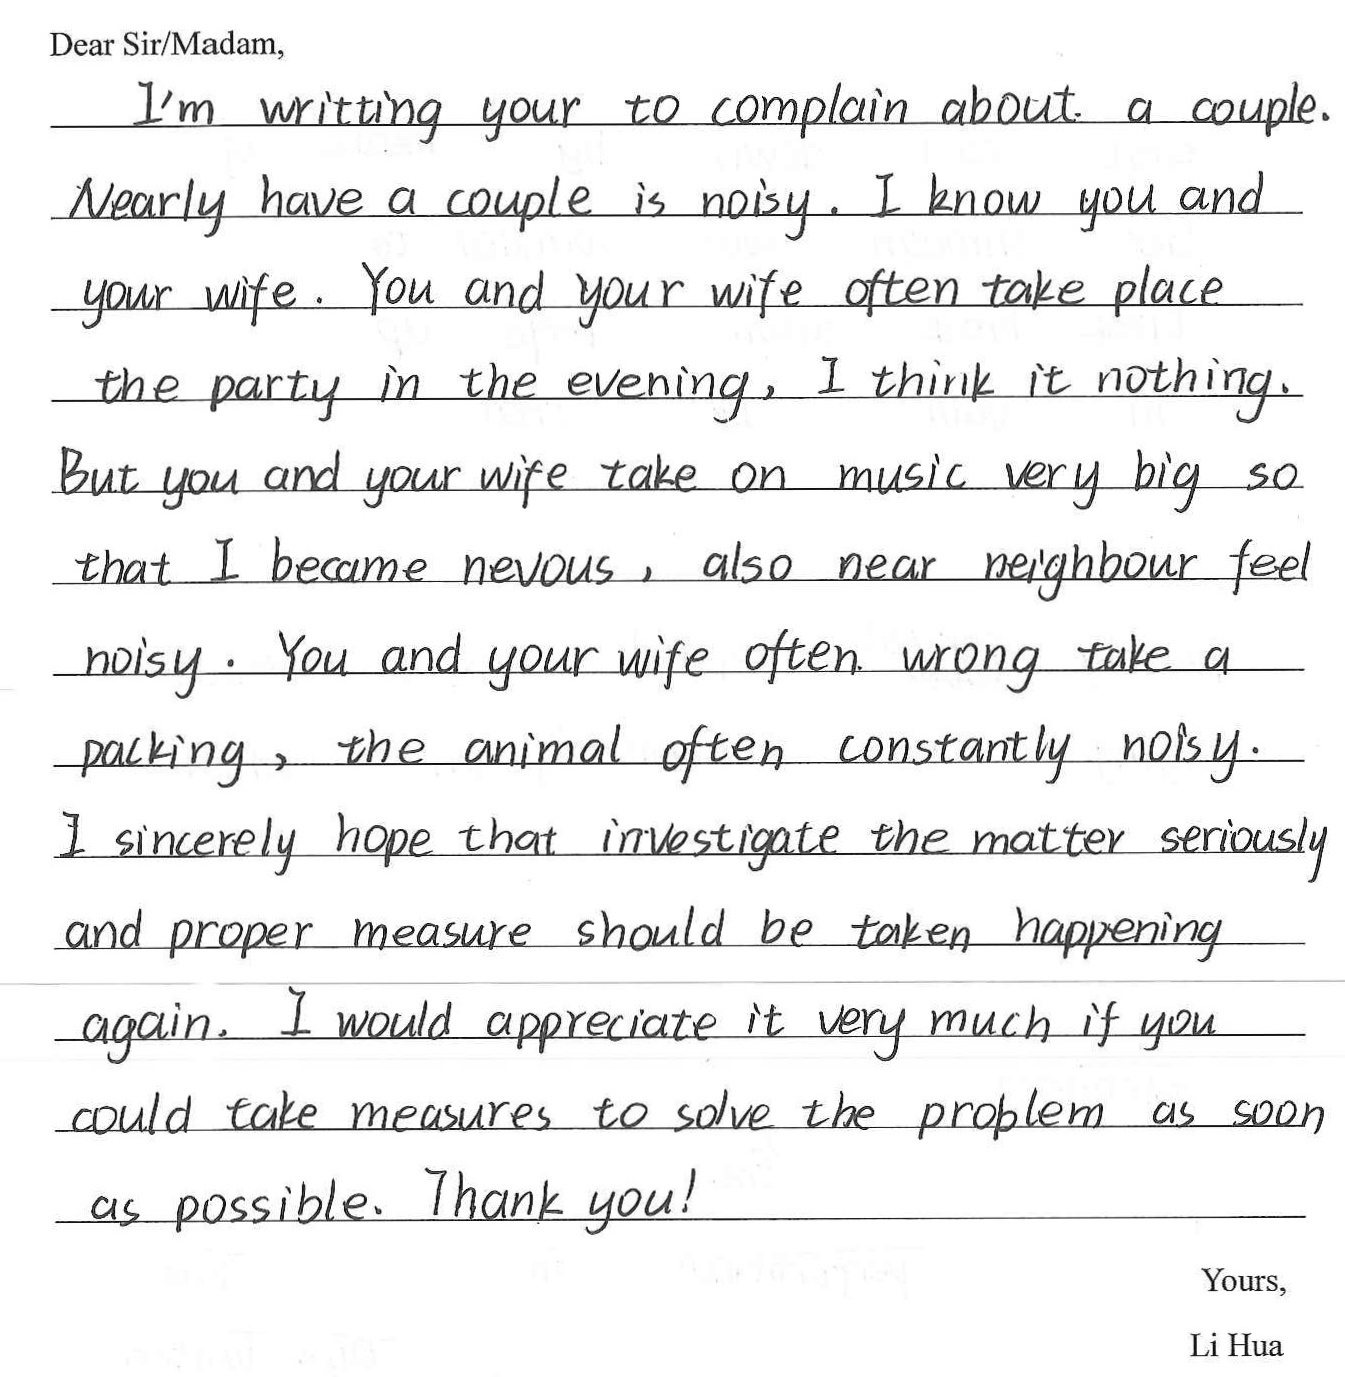 Dear Sir/Madam,
I'm writting your to complain about a couple.
Nearly have a couple is noisy. I know you and
your wife. You and your wife often take place
the party in the evening, I think it nothing.
But you and your wife take on music very big so
that I became nevous, also near neighbour feel
noisy. You and your wife often wrong take a
packing, the animal often constantly noisy.
I sincerely hope that investigate the matter seriously
and proper measure should be taken happening
again. I would appreciate it very much if you
could take measures to solve the problem as soon
as possible. Thank you!
Yours,
Li Hua